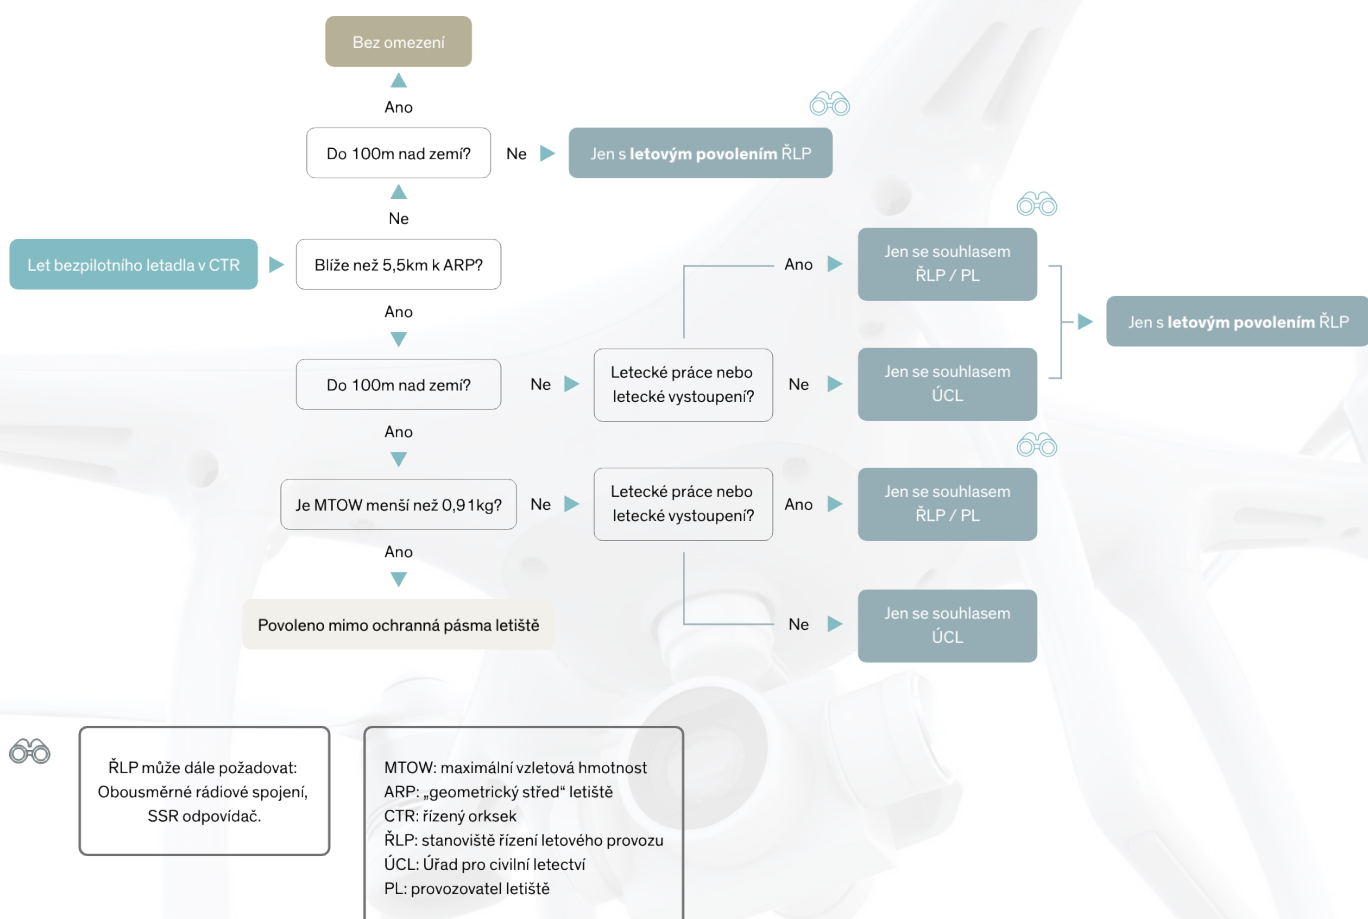 Bez omezení
Ano
Do 100m nad zemí?
Ne
Jen s letovým povolením ŘLP
Ne
Let bezpilotního letadla v CTR
Blíže než 5,5km k ARP?
Ano
Jen se souhlasem
ŘLP / PL
Ano
Jen s letovým povolením ŘLP
Do 100m nad zemí?
Ne
Letecké práce nebo
letecké vystoupení?
Ne
Jen se souhlasem
ÚCL
Ano
Je MTOW menší než 0,91kg?
Ne
Letecké práce nebo
letecké vystoupení?
Ano
Jen se souhlasem
ŘLP / PL
Ano
Povoleno mimo ochranná pásma letiště
Ne
Jen se souhlasem
ÚCL
ŘLP může dále požadovat:
Obousměrné rádiové spojení,
SSR odpovídač.
MTOW: maximální vzletová hmotnost
ARP: „geometrický střed“ letiště
CTR: řízený orksek
ŘLP: stanoviště řízení letového provozu
ÚCL: Úřad pro civilní letectví
PL: provozovatel letiště